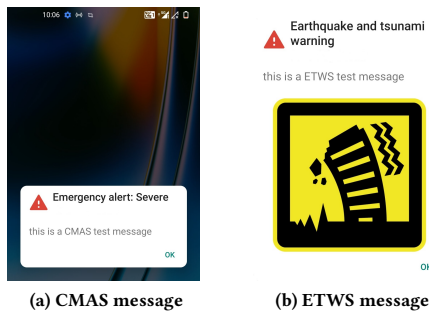 10:06
Emergency alert: Severe
this is a CMAS test message
OK
(a) CMAS message
Earthquake and tsunami
warning
this is a ETWS test message
OK
(b) ETWS message